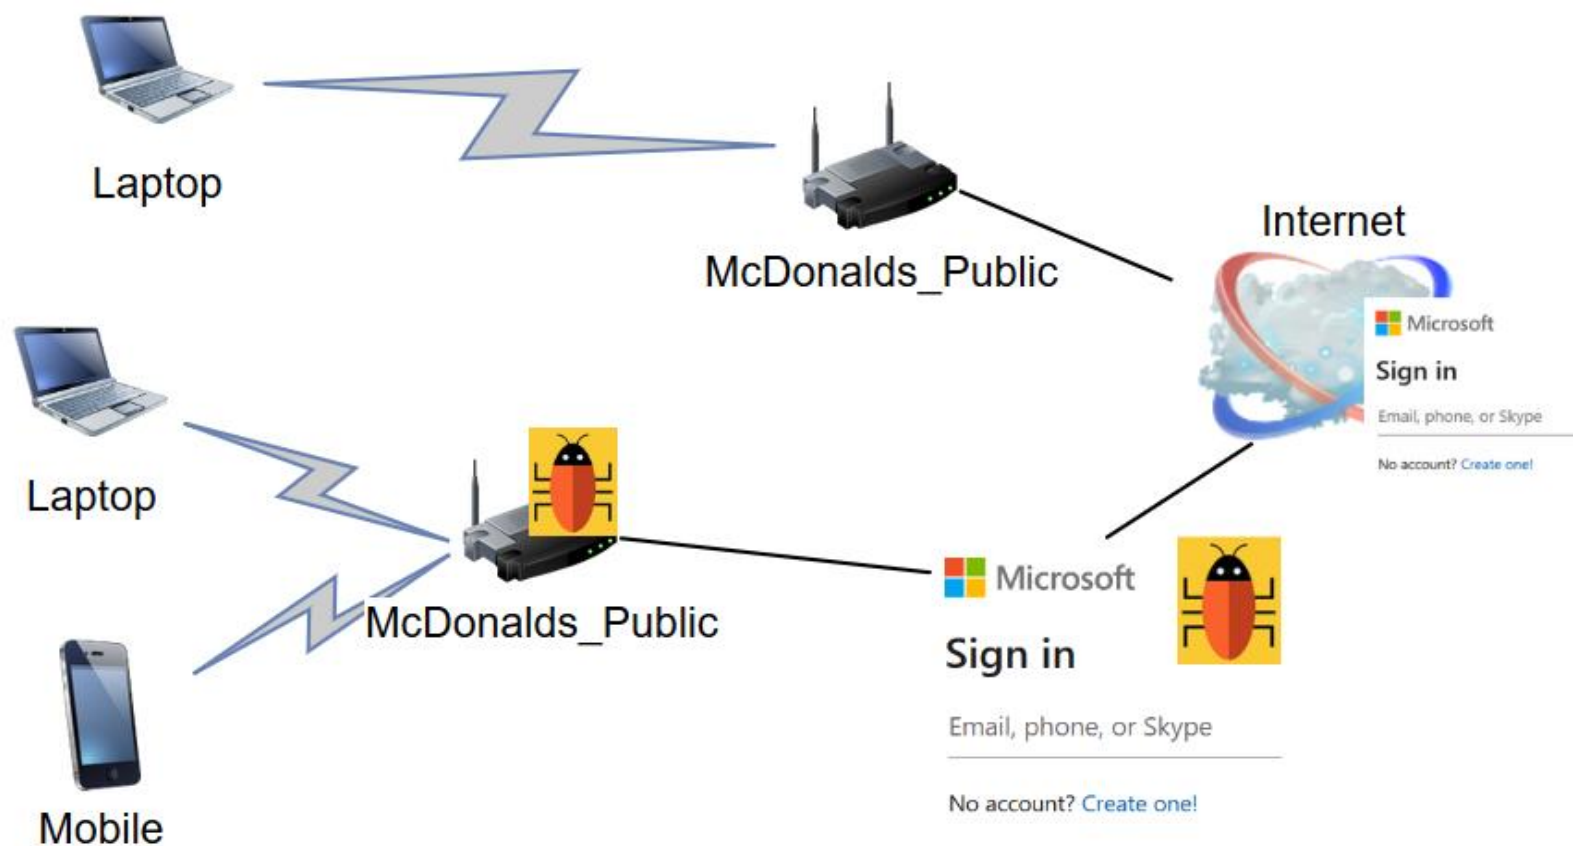 Laptop
McDonalds_Public
Internet
Microsoft
Sign in
Email, phone, or Skype
No account? Create one!
Laptop
McDonalds_Public
Microsoft
Sign in
Email, phone, or Skype
No account? Create one!
Mobile